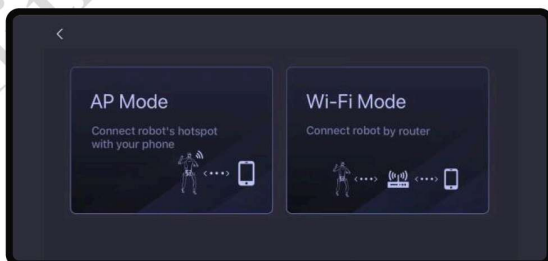 AP Mode
Connect robot's hotspot
with your phone
Wi-Fi Mode
Connect robot by router